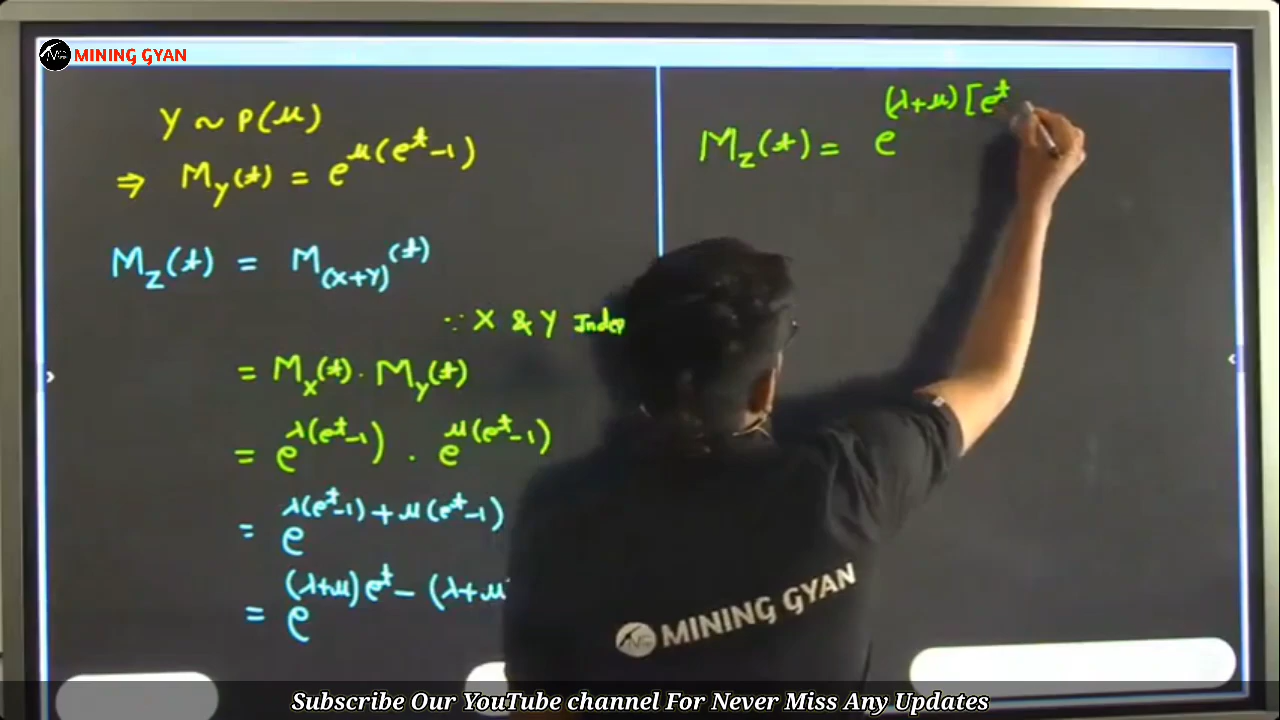 MINING GYAN
Y ~ P(μ)
⇒ M_Y(t) = e^{μ(e^t-1)}
M_Z(t) = M_{(X+Y)}(t)
∵ X & Y Indep
= M_X(t) · M_Y(t)
= e^{λ(e^t-1)} . e^{μ(e^t-1)}
= e^{λ(e^t-1)+μ(e^t-1)}
= e^{(λ+μ)e^t-(λ+μ}
M_Z(t) = e^{(λ+μ)[e^t}
MINING GYAN
Subscribe Our YouTube channel For Never Miss Any Updates